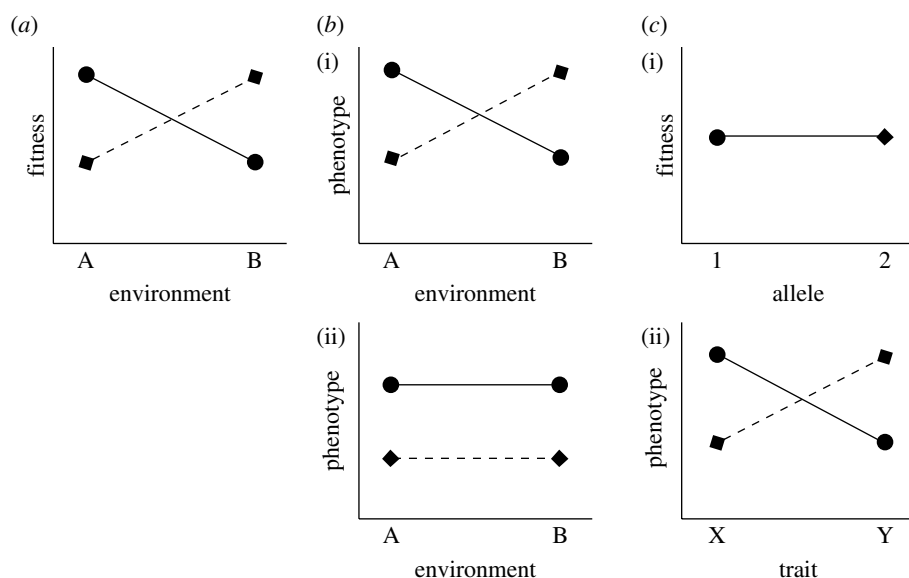 (a)
fitness
A B
environment
(b)
(i)
phenotype
A B
environment
(ii)
phenotype
A B
environment
(c)
(i)
fitness
1 2
allele
(ii)
phenotype
X Y
trait